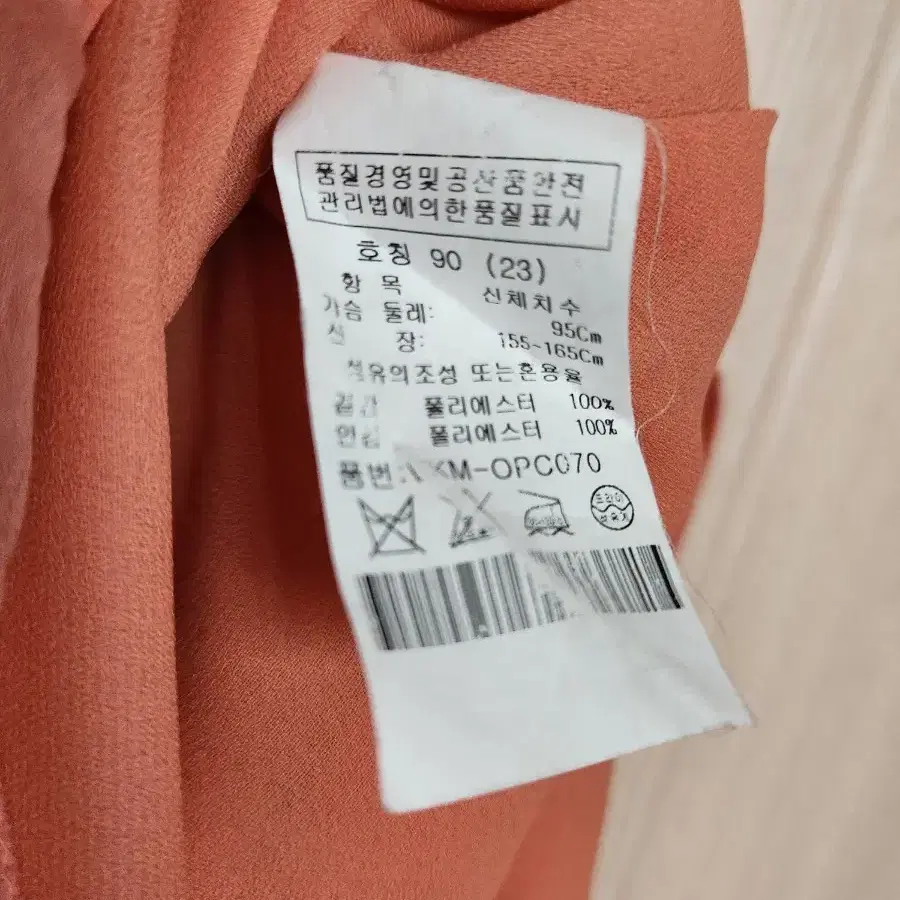 품질경영및공산품안전
관리법에의한품질표시
호칭 90 (23)
항 목 신체치수
가슴 둘레: 95Cm
신 장: 155~165Cm
섬유의조성 또는혼용율
겉감 폴리에스터 100%
안감 폴리에스터 100%
품번: KM-OPC070
드라이